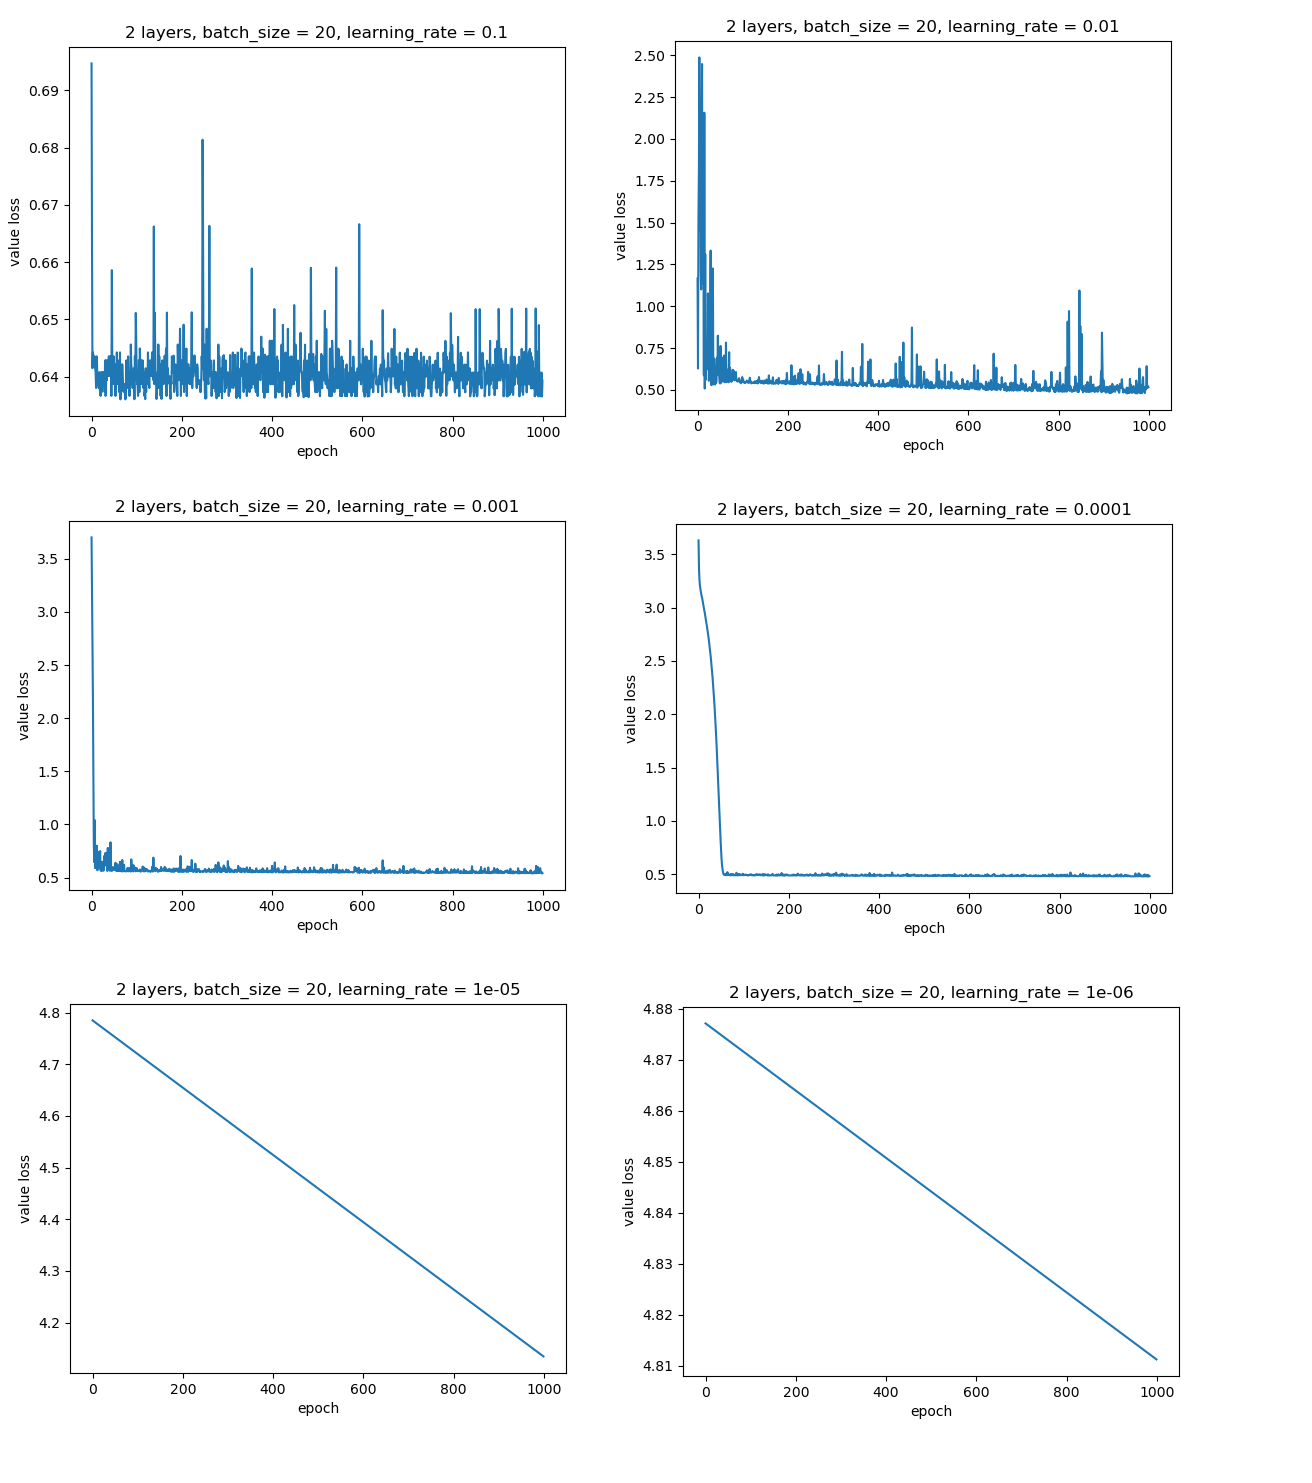 2 layers, batch_size = 20, learning_rate = 0.1
0.69
0.68
0.67
0.66
0.65
0.64
value loss
0 200 400 600 800 1000
epoch
2 layers, batch_size = 20, learning_rate = 0.01
2.50
2.25
2.00
1.75
1.50
1.25
1.00
0.75
0.50
value loss
0 200 400 600 800 1000
epoch
2 layers, batch_size = 20, learning_rate = 0.001
3.5
3.0
2.5
2.0
1.5
1.0
0.5
value loss
0 200 400 600 800 1000
epoch
2 layers, batch_size = 20, learning_rate = 0.0001
3.5
3.0
2.5
2.0
1.5
1.0
0.5
value loss
0 200 400 600 800 1000
epoch
2 layers, batch_size = 20, learning_rate = 1e-05
4.8
4.7
4.6
4.5
4.4
4.3
4.2
value loss
0 200 400 600 800 1000
epoch
2 layers, batch_size = 20, learning_rate = 1e-06
4.88
4.87
4.86
4.85
4.84
4.83
4.82
4.81
value loss
0 200 400 600 800 1000
epoch